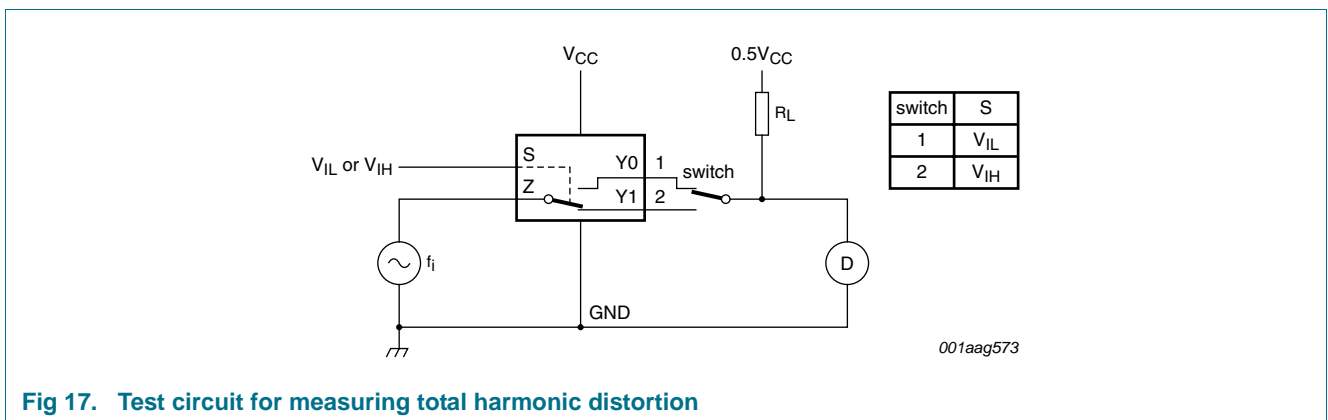 VCC
0.5VCC
RL
switch S
1 VIL
2 VIH
VIL or VIH
S
Z
Y0 1
Y1 2
switch
fi
D
GND
001aag573
Fig 17. Test circuit for measuring total harmonic distortion